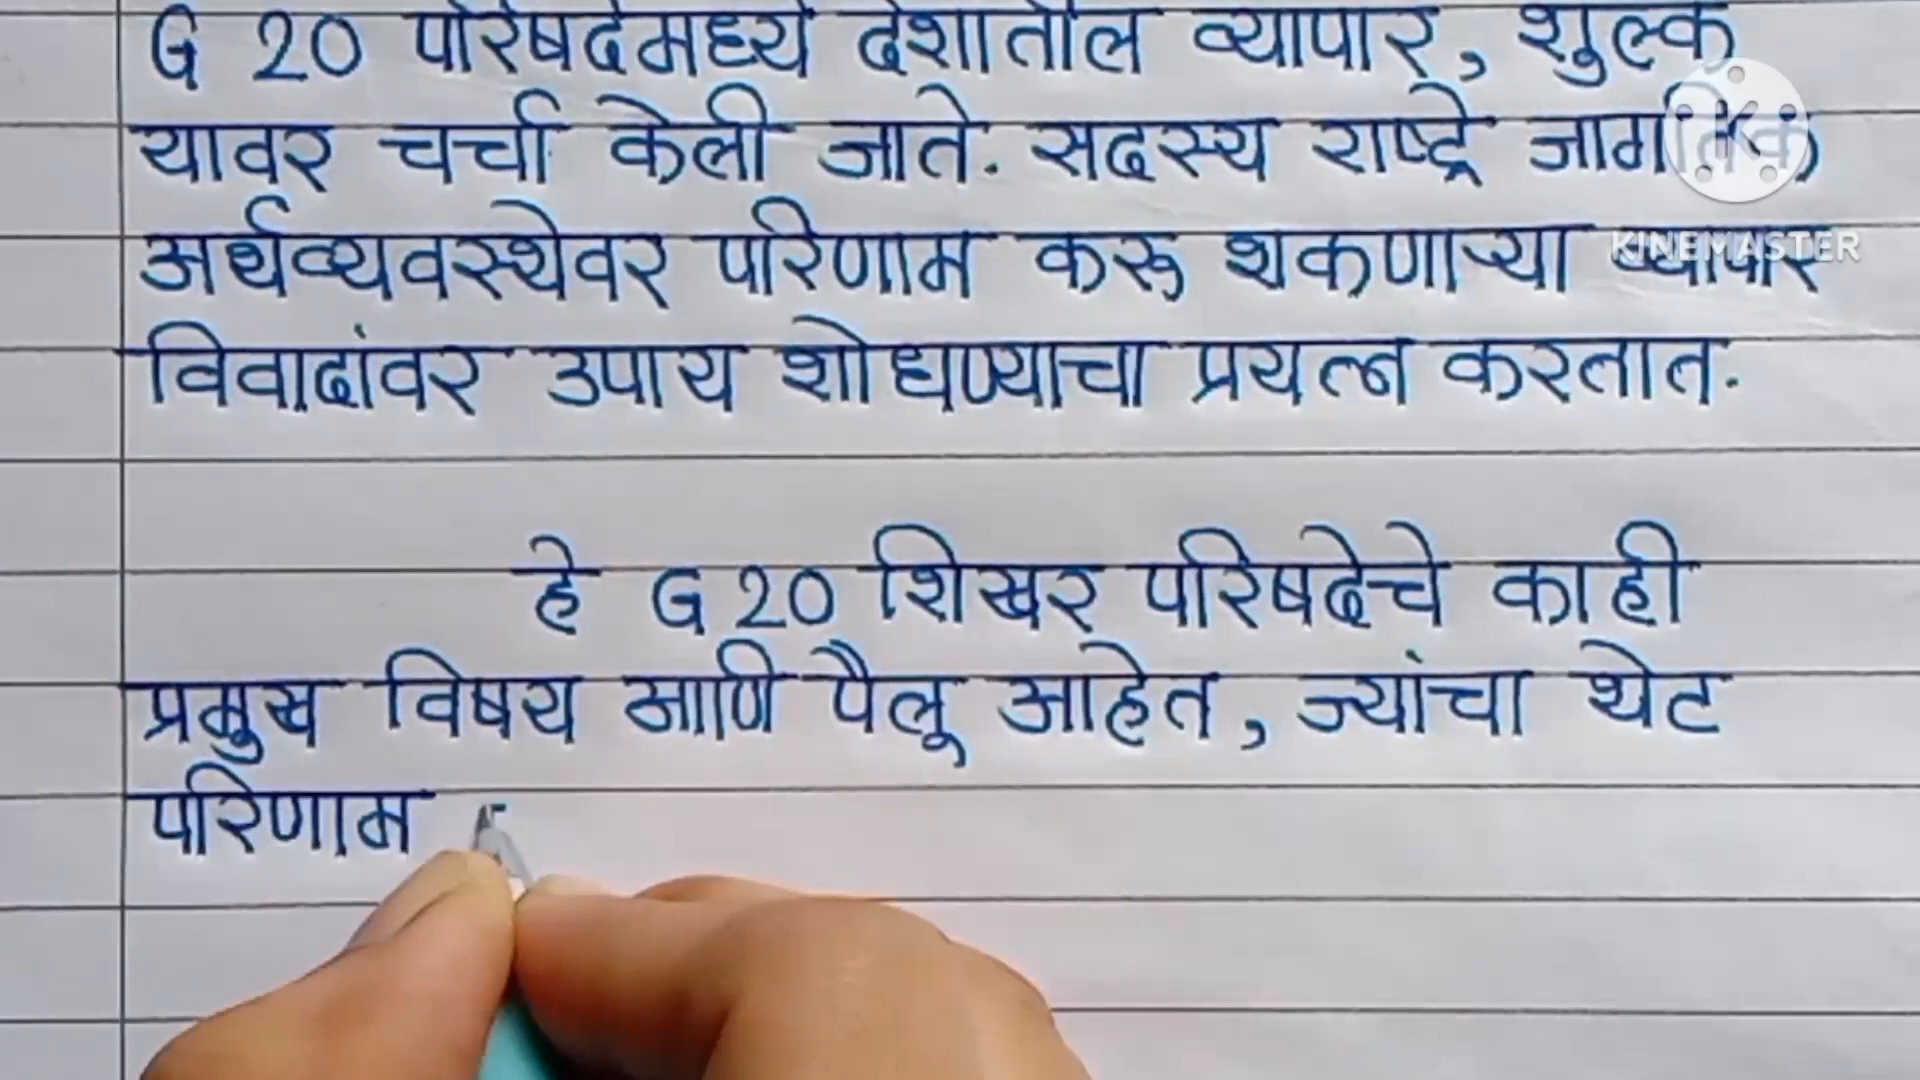 G 20 परिषदेमध्ये देशातील व्यापार, शुल्क
यावर चर्चा केली जाते. सदस्य राष्ट्रे जागतिक
अर्थव्यवस्थेवर परिणाम करू शकणाऱ्या व्यापार
विवादांवर उपाय शोधण्याचा प्रयत्न करतात.
हे G20 शिखर परिषदेचे काही
प्रमुख विषय आणि पैलू आहेत, ज्यांचा थेट
परिणाम
K
KINEMASTER